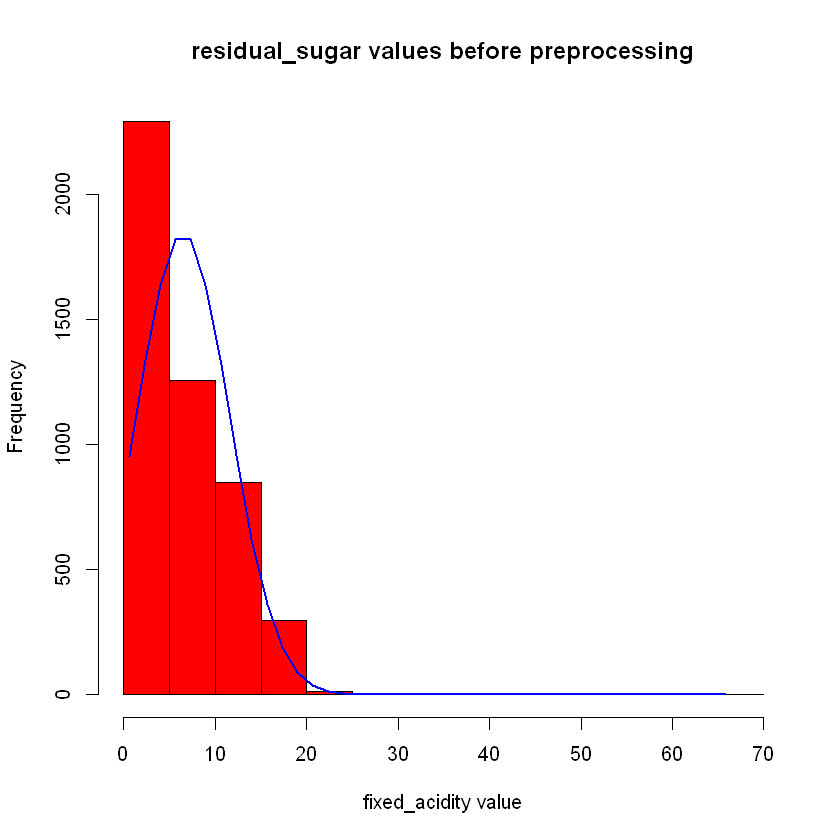 residual_sugar values before preprocessing
Frequency
2000
1500
1000
500
0
0 10 20 30 40 50 60 70
fixed_acidity value